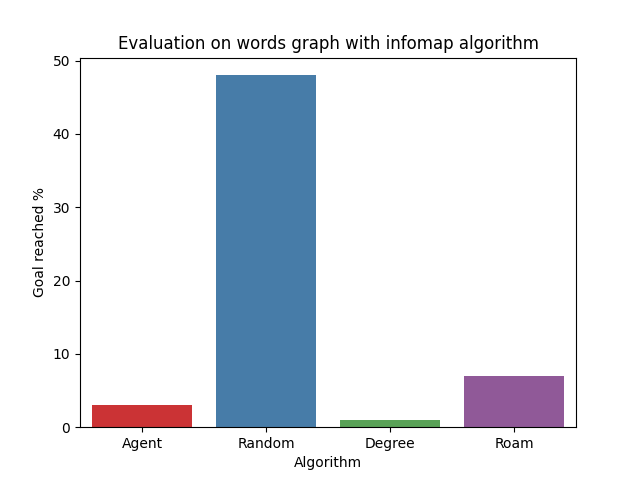 Evaluation on words graph with infomap algorithm
Goal reached %
50
40
30
20
10
0
Agent Random Degree Roam
Algorithm